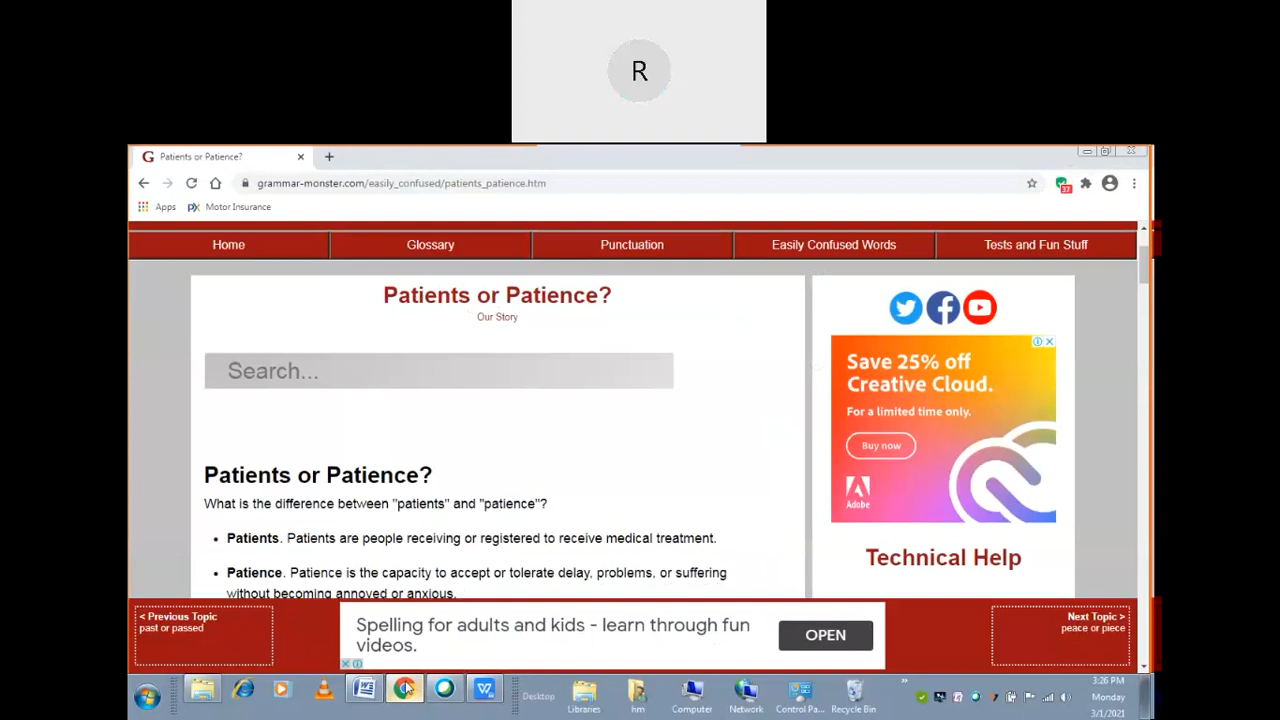 R
Patients or Patience?
grammar-monster.com/easily_confused/patients_patience.htm
37
Apps
Motor Insurance
Home
Glossary
Punctuation
Easily Confused Words
Tests and Fun Stuff
Patients or Patience?
Our Story
Search...
Patients or Patience?
What is the difference between "patients" and "patience"?
Patients. Patients are people receiving or registered to receive medical treatment.
Patience. Patience is the capacity to accept or tolerate delay, problems, or suffering
without becoming annoyed or anxious.
Save 25% off
Creative Cloud.
For a limited time only.
Buy now
Adobe
Technical Help
< Previous Topic
past or passed
Spelling for adults and kids - learn through fun
videos.
OPEN
Next Topic >
peace or piece
Desktop
Libraries
hm
Computer
Network
Control Pa...
Recycle Bin
3:26 PM
Monday
3/1/2021